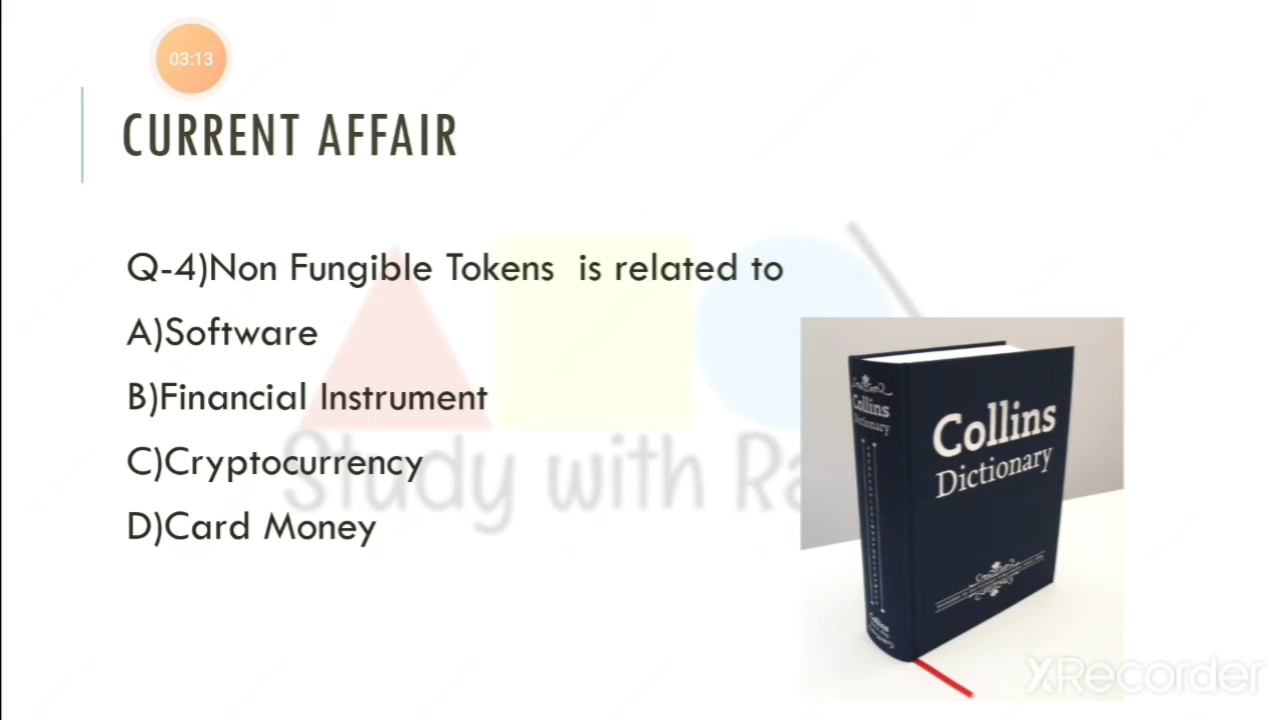 03:13
CURRENT AFFAIR
Q-4)Non Fungible Tokens is related to
A)Software
B)Financial Instrument
C)Cryptocurrency
D)Card Money
Study with Ra
Collins
Dictionary
Collins
Dictionary
Collins
XRecorder